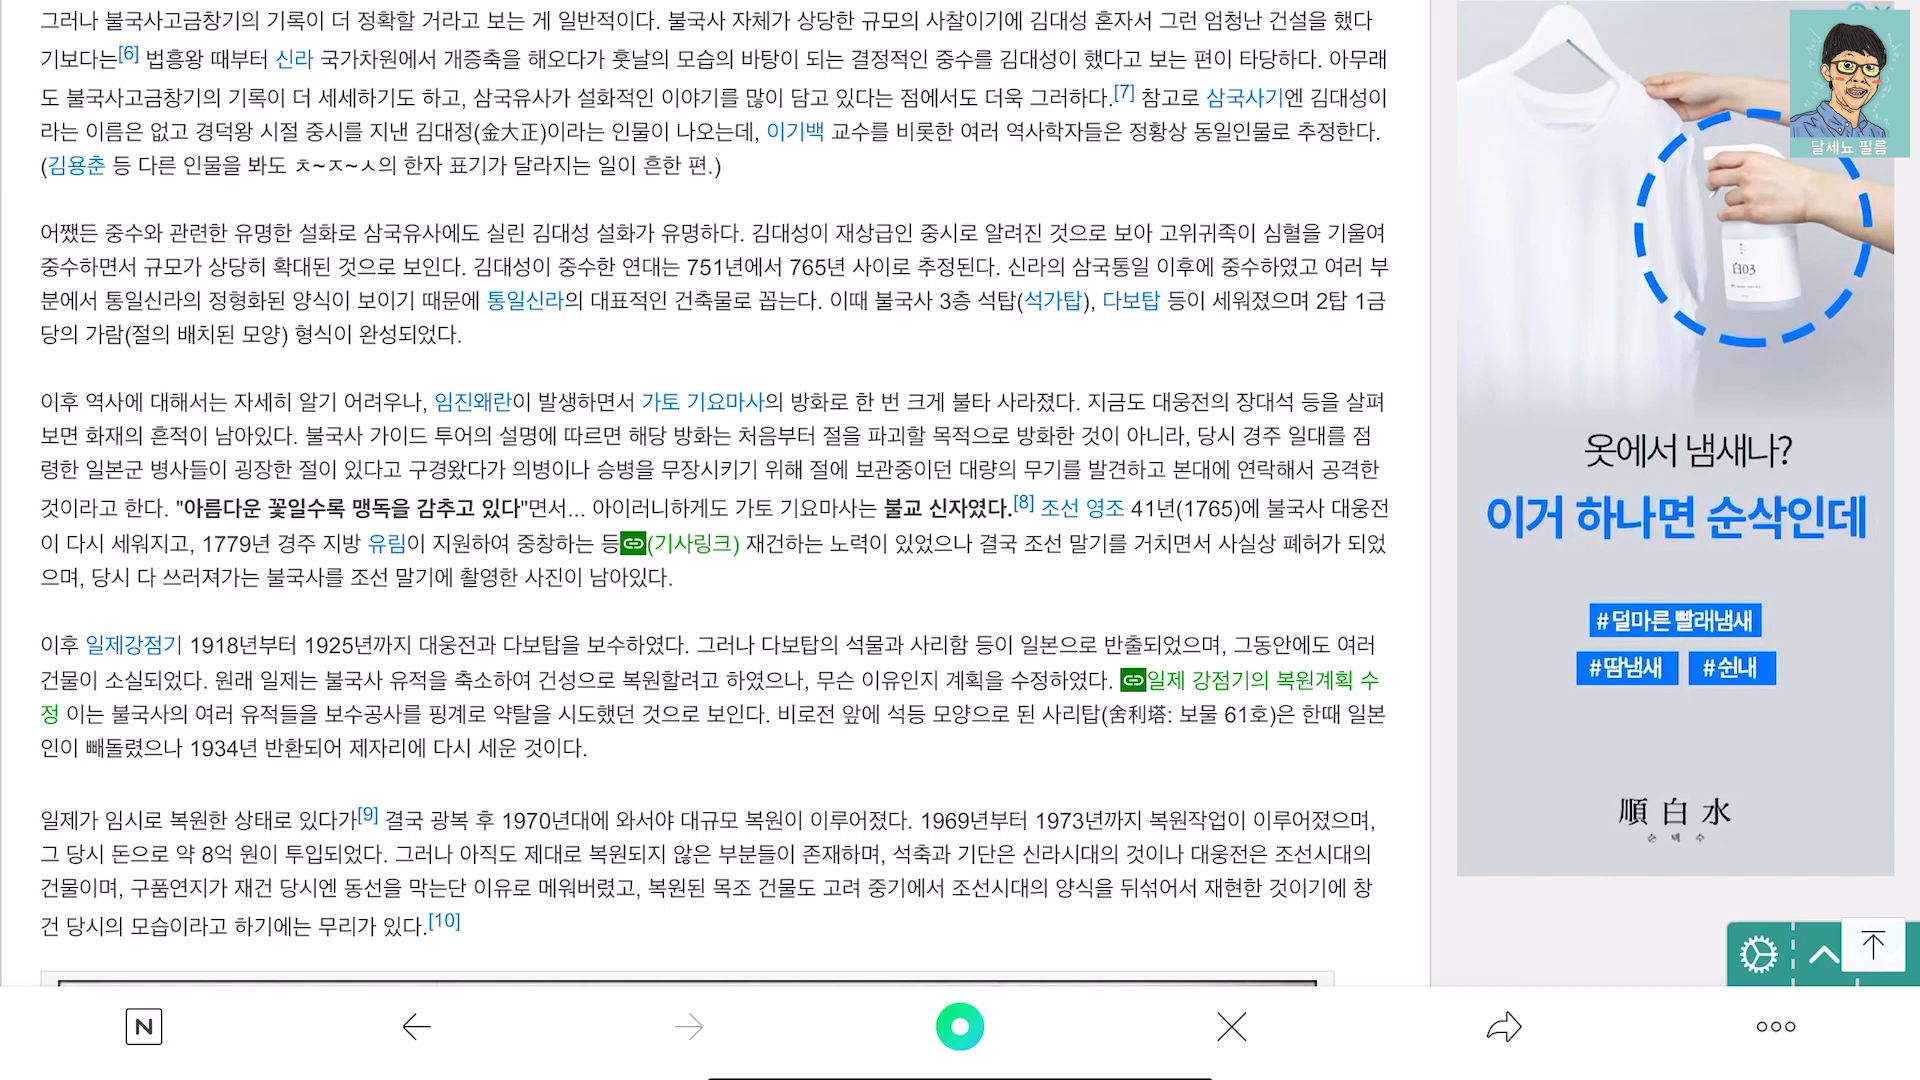 그러나 불국사고금창기의 기록이 더 정확할 거라고 보는 게 일반적이다. 불국사 자체가 상당한 규모의 사찰이기에 김대성 혼자서 그런 엄청난 건설을 했다
기보다는[6] 법흥왕 때부터 신라 국가차원에서 개증축을 해오다가 훗날의 모습의 바탕이 되는 결정적인 중수를 김대성이 했다고 보는 편이 타당하다. 아무래
도 불국사고금창기의 기록이 더 세세하기도 하고, 삼국유사가 설화적인 이야기를 많이 담고 있다는 점에서도 더욱 그러하다.[7] 참고로 삼국사기엔 김대성이
라는 이름은 없고 경덕왕 시절 중시를 지낸 김대정(金大正)이라는 인물이 나오는데, 이기백 교수를 비롯한 여러 역사학자들은 정황상 동일인물로 추정한다.
(김용춘 등 다른 인물을 봐도 ㅊ~ㅈ~ㅅ의 한자 표기가 달라지는 일이 흔한 편.)
어쨌든 중수와 관련한 유명한 설화로 삼국유사에도 실린 김대성 설화가 유명하다. 김대성이 재상급인 중시로 알려진 것으로 보아 고위귀족이 심혈을 기울여
중수하면서 규모가 상당히 확대된 것으로 보인다. 김대성이 중수한 연대는 751년에서 765년 사이로 추정된다. 신라의 삼국통일 이후에 중수하였고 여러 부
분에서 통일신라의 정형화된 양식이 보이기 때문에 통일신라의 대표적인 건축물로 꼽는다. 이때 불국사 3층 석탑(석가탑), 다보탑 등이 세워졌으며 2탑 1금
당의 가람(절의 배치된 모양) 형식이 완성되었다.
이후 역사에 대해서는 자세히 알기 어려우나, 임진왜란이 발생하면서 가토 기요마사의 방화로 한 번 크게 불타 사라졌다. 지금도 대웅전의 장대석 등을 살펴
보면 화재의 흔적이 남아있다. 불국사 가이드 투어의 설명에 따르면 해당 방화는 처음부터 절을 파괴할 목적으로 방화한 것이 아니라, 당시 경주 일대를 점
령한 일본군 병사들이 굉장한 절이 있다고 구경왔다가 의병이나 승병을 무장시키기 위해 절에 보관중이던 대량의 무기를 발견하고 본대에 연락해서 공격한
것이라고 한다. "아름다운 꽃일수록 맹독을 감추고 있다"면서... 아이러니하게도 가토 기요마사는 불교 신자였다.[8] 조선 영조 41년(1765)에 불국사 대웅전
이 다시 세워지고, 1779년 경주 지방 유림이 지원하여 중창하는 등(기사링크) 재건하는 노력이 있었으나 결국 조선 말기를 거치면서 사실상 폐허가 되었
으며, 당시 다 쓰러져가는 불국사를 조선 말기에 촬영한 사진이 남아있다.
이후 일제강점기 1918년부터 1925년까지 대웅전과 다보탑을 보수하였다. 그러나 다보탑의 석물과 사리함 등이 일본으로 반출되었으며, 그동안에도 여러
건물이 소실되었다. 원래 일제는 불국사 유적을 축소하여 건성으로 복원할려고 하였으나, 무슨 이유인지 계획을 수정하였다. 일제 강점기의 복원계획 수
정 이는 불국사의 여러 유적들을 보수공사를 핑계로 약탈을 시도했던 것으로 보인다. 비로전 앞에 석등 모양으로 된 사리탑(舍利塔: 보물 61호)은 한때 일본
인이 빼돌렸으나 1934년 반환되어 제자리에 다시 세운 것이다.
일제가 임시로 복원한 상태로 있다가[9] 결국 광복 후 1970년대에 와서야 대규모 복원이 이루어졌다. 1969년부터 1973년까지 복원작업이 이루어졌으며,
그 당시 돈으로 약 8억 원이 투입되었다. 그러나 아직도 제대로 복원되지 않은 부분들이 존재하며, 석축과 기단은 신라시대의 것이나 대웅전은 조선시대의
건물이며, 구품연지가 재건 당시엔 동선을 막는단 이유로 메워버렸고, 복원된 목조 건물도 고려 중기에서 조선시대의 양식을 뒤섞어서 재현한 것이기에 창
건 당시의 모습이라고 하기에는 무리가 있다.[10]
달세뇨 필름
白03
옷에서 냄새나?
이거 하나면 순삭인데
#덜마른 빨래냄새
#땀냄새 #쉰내
順白水
순백수
N